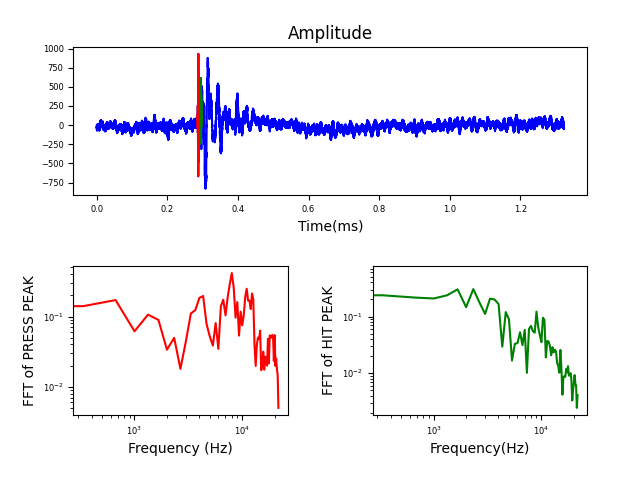 Amplitude
1000
750
500
250
0
−250
−500
−750
0.0 0.2 0.4 0.6 0.8 1.0 1.2
Time(ms)
FFT of PRESS PEAK
10⁻¹
10⁻²
10³ 10⁴
Frequency (Hz)
FFT of HIT PEAK
10⁻¹
10⁻²
10³ 10⁴
Frequency(Hz)